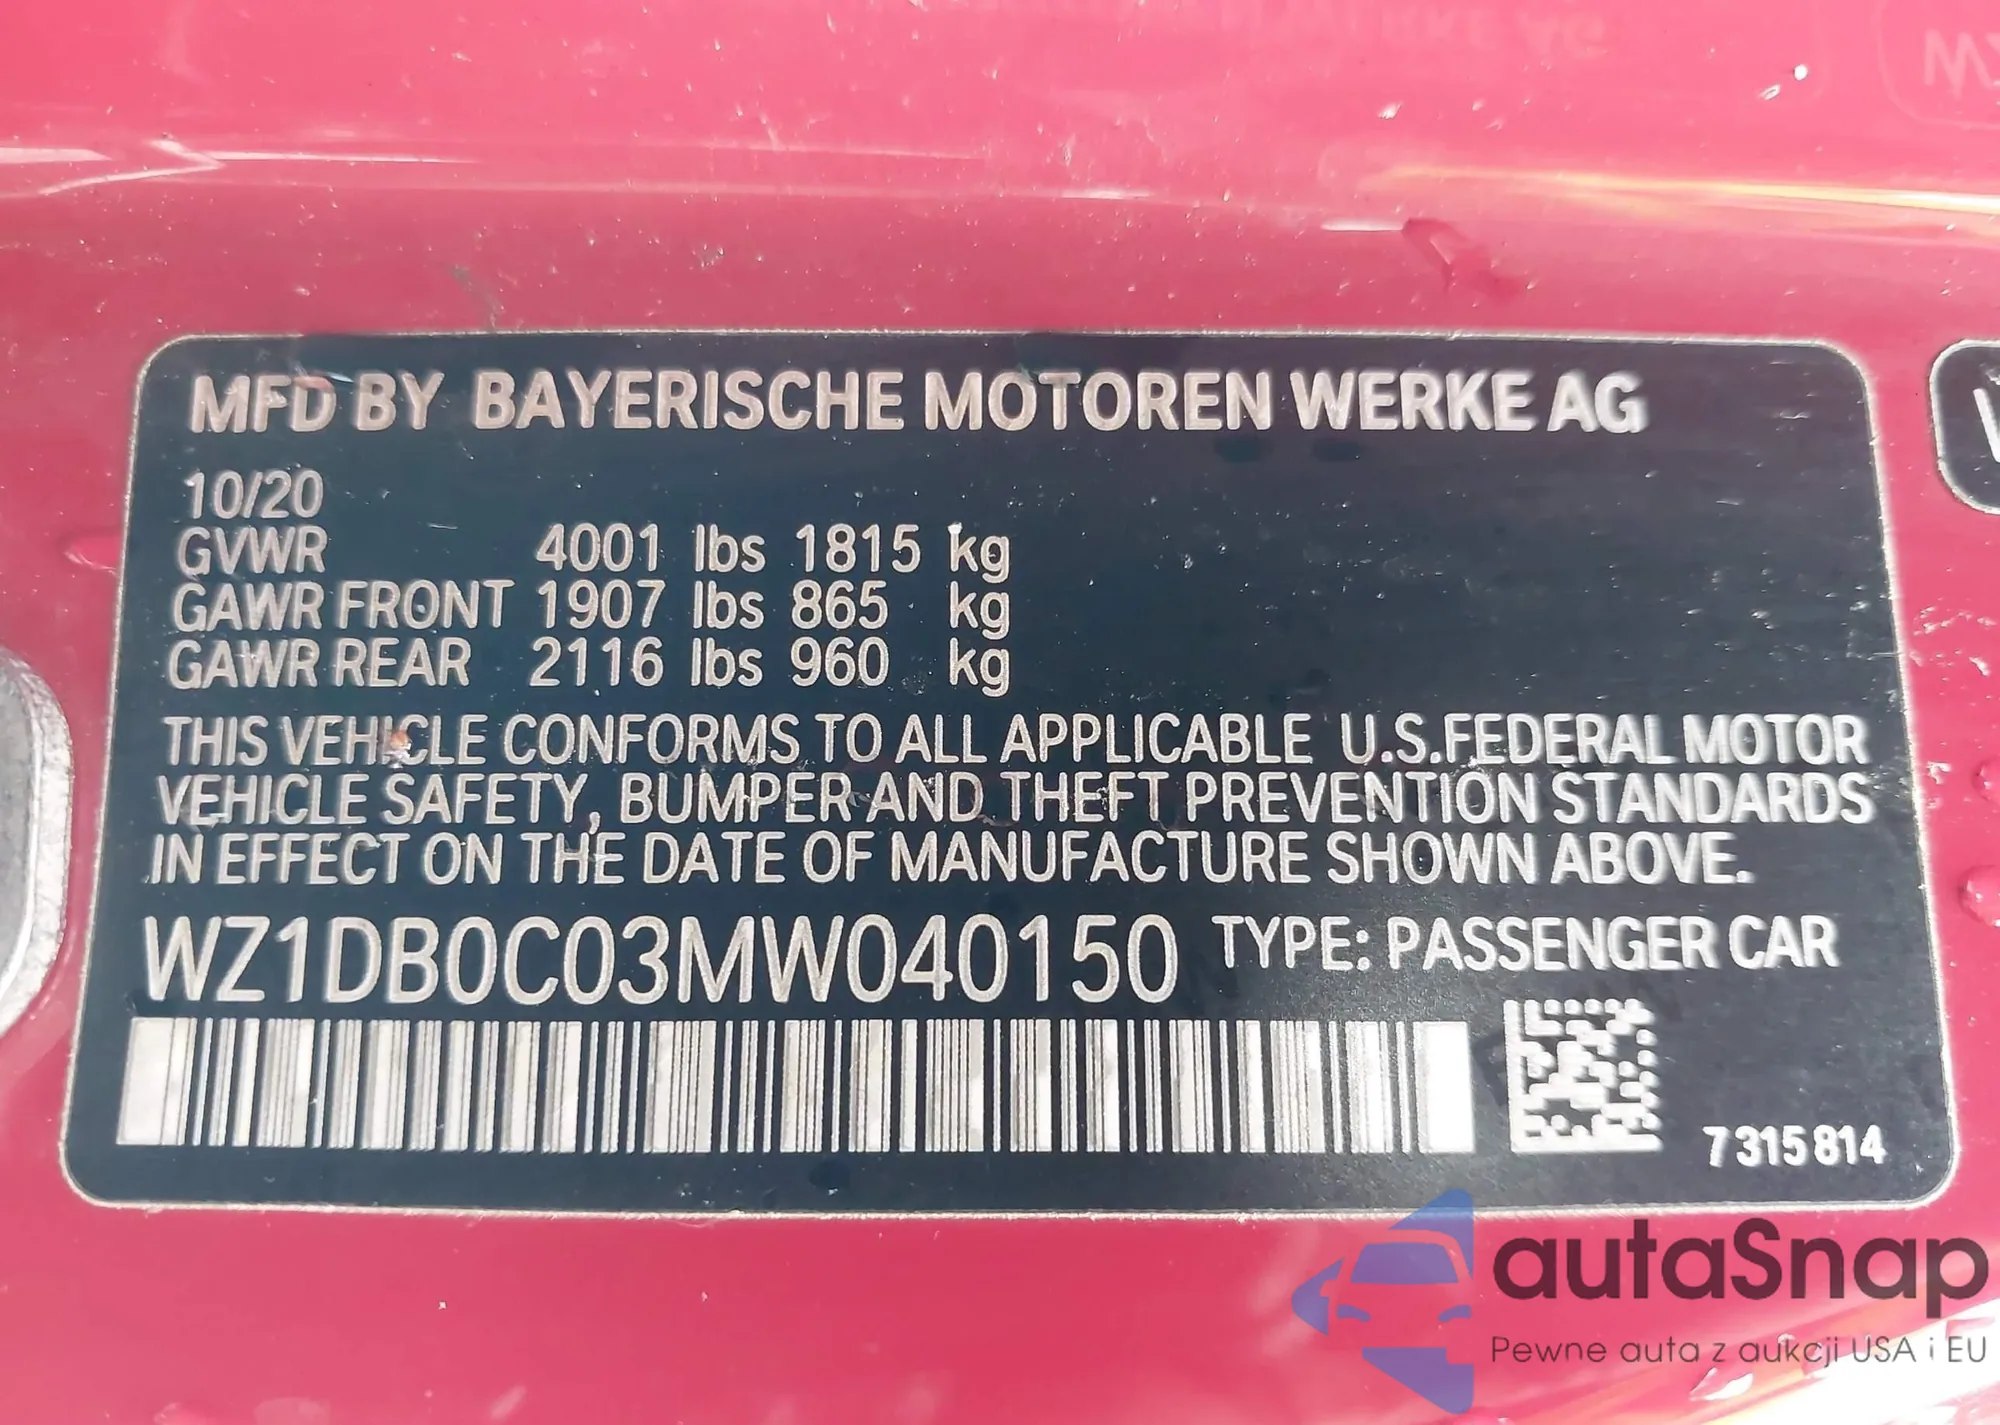 MFD BY BAYERISCHE MOTOREN WERKE AG
10/20
GVWR 4001 lbs 1815 kg
GAWR FRONT 1907 lbs 865 kg
GAWR REAR 2116 lbs 960 kg
THIS VEHICLE CONFORMS TO ALL APPLICABLE U.S.FEDERAL MOTOR
VEHICLE SAFETY, BUMPER AND THEFT PREVENTION STANDARDS
IN EFFECT ON THE DATE OF MANUFACTURE SHOWN ABOVE.
WZ1DB0C03MW040150 TYPE: PASSENGER CAR
7315814
autaSnap
Pewne auta z aukcji USA i EU